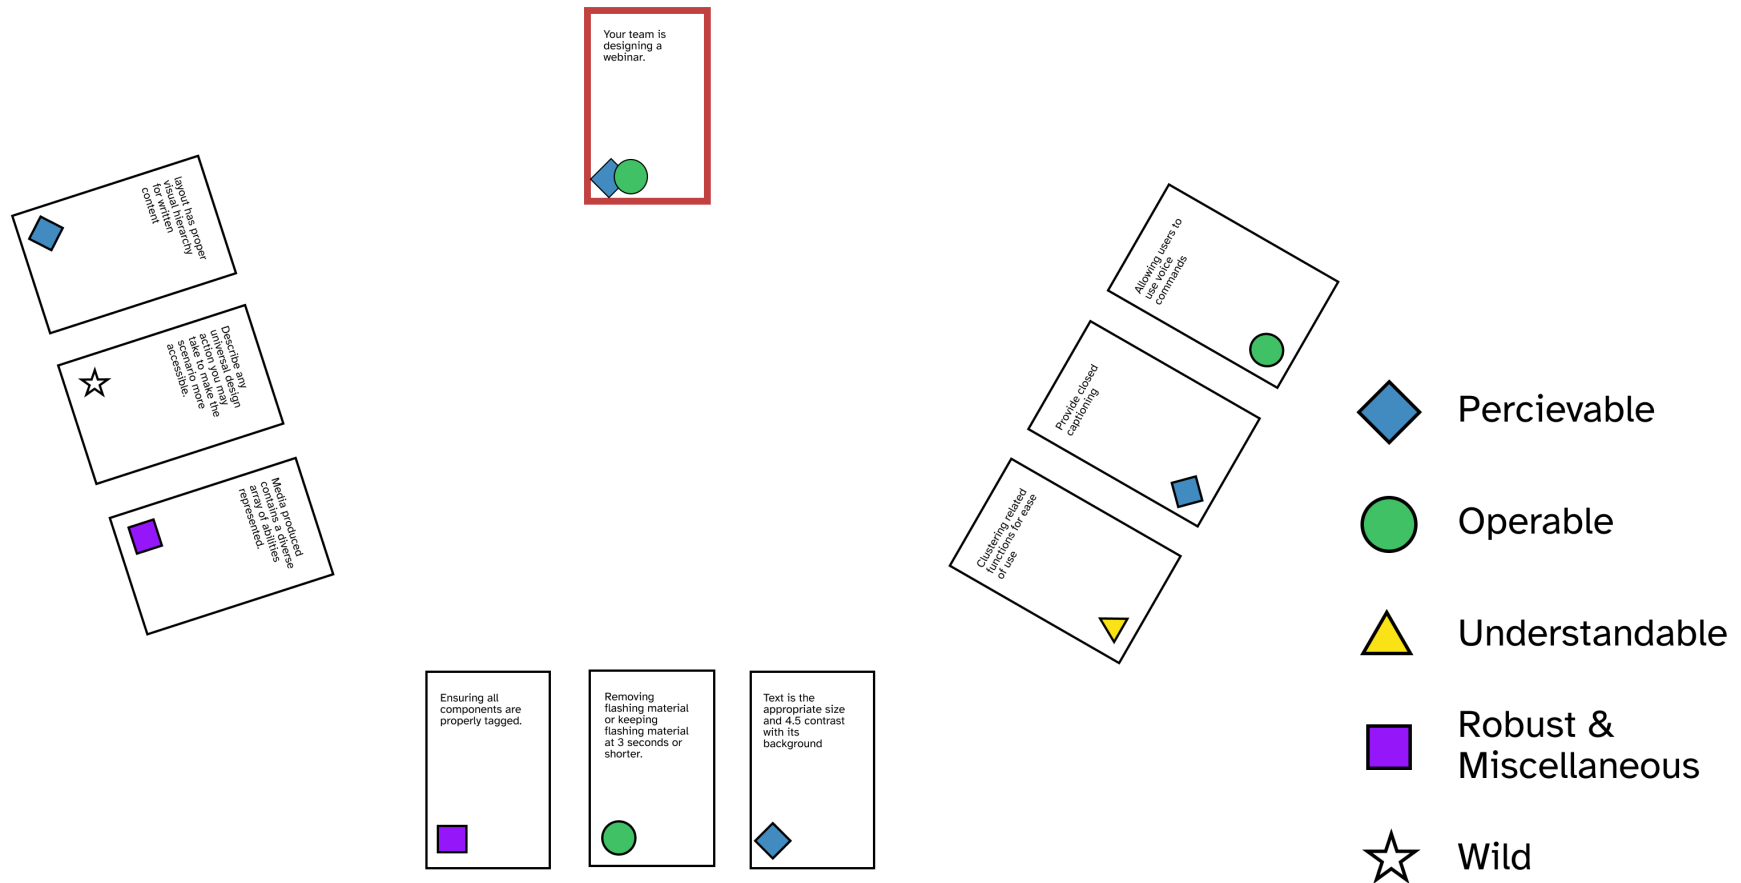 Your team is
designing a
webinar.
layout has proper
visual hierarchy
for written
content
Describe any
universal design
action you may
take to make the
scenario more
accessible.
Media produced
contains a diverse
array of abilities
represented.
Ensuring all
components are
properly tagged.
Removing
flashing material
or keeping
flashing material
at 3 seconds or
shorter.
Text is the
appropriate size
and 4.5 contrast
with its
background
Allowing users to
use voice
commands
Provide closed
captioning
Clustering related
functions for ease
of use
Percievable
Operable
Understandable
Robust &
Miscellaneous
Wild